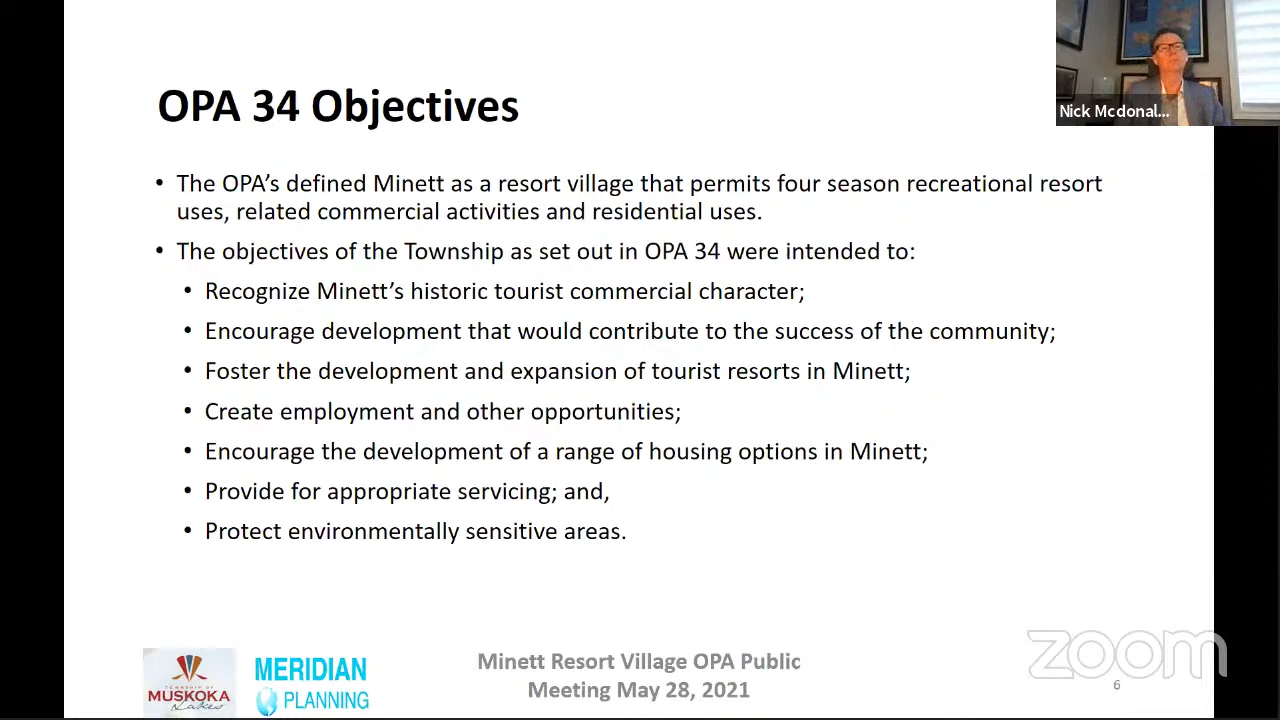 OPA 34 Objectives
Nick Mcdonal...
• The OPA's defined Minett as a resort village that permits four season recreational resort
uses, related commercial activities and residential uses.
• The objectives of the Township as set out in OPA 34 were intended to:
• Recognize Minett's historic tourist commercial character;
• Encourage development that would contribute to the success of the community;
• Foster the development and expansion of tourist resorts in Minett;
• Create employment and other opportunities;
• Encourage the development of a range of housing options in Minett;
• Provide for appropriate servicing; and,
• Protect environmentally sensitive areas.
TOWNSHIP OF
MUSKOKA
Lakes
MERIDIAN
PLANNING
Minett Resort Village OPA Public
Meeting May 28, 2021
zoom
6